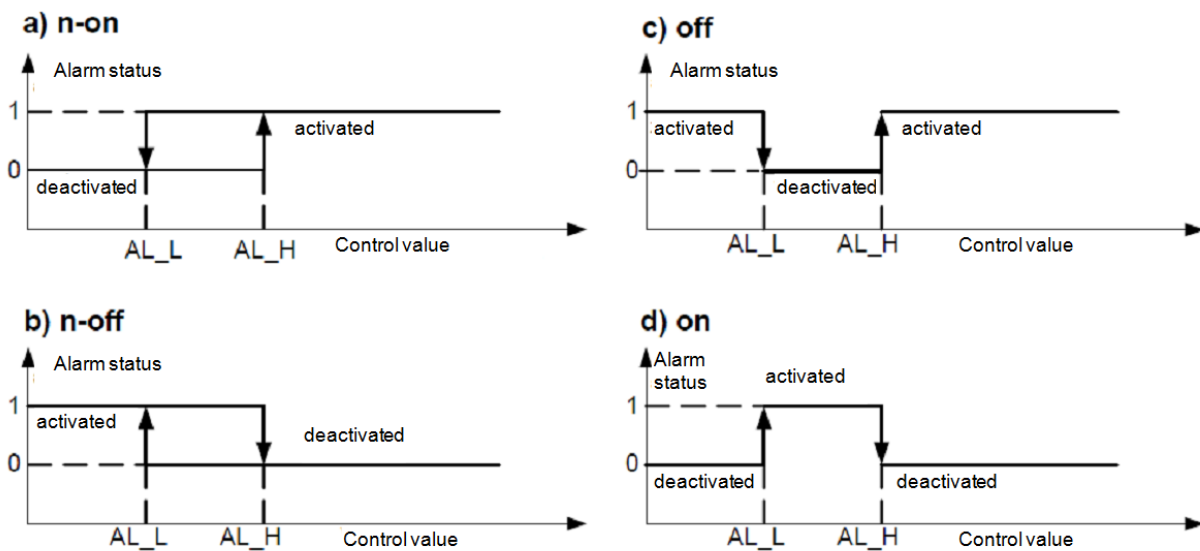 a) n-on
Alarm status
1
activated
0
deactivated
AL_L
AL_H
Control value
b) n-off
Alarm status
1
activated
deactivated
0
AL_L
AL_H
Control value
c) off
Alarm status
1
activated
activated
0
deactivated
AL_L
AL_H
Control value
d) on
Alarm
status
activated
1
0
deactivated
deactivated
AL_L
AL_H
Control value